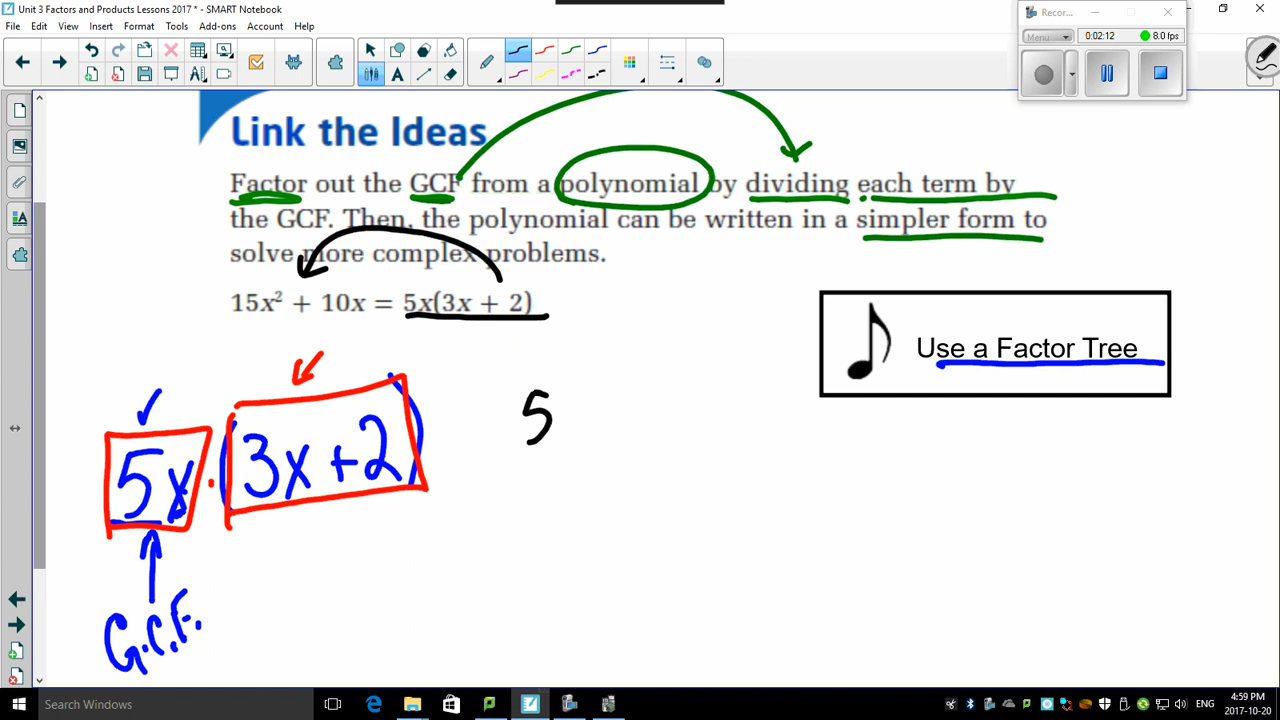 Unit 3 Factors and Products Lessons 2017 * - SMART Notebook
Recor...
File Edit View Insert Format Tools Add-ons Account Help
Menu
0:02:12
8.0 fps
Link the Ideas
Factor out the GCF from a polynomial by dividing each term by
the GCF. Then, the polynomial can be written in a simpler form to
solve more complex problems.
15x² + 10x = 5x(3x + 2)
Use a Factor Tree
5x · (3x + 2)
5
G.C.F.
Search Windows
ENG
4:59 PM
2017-10-20